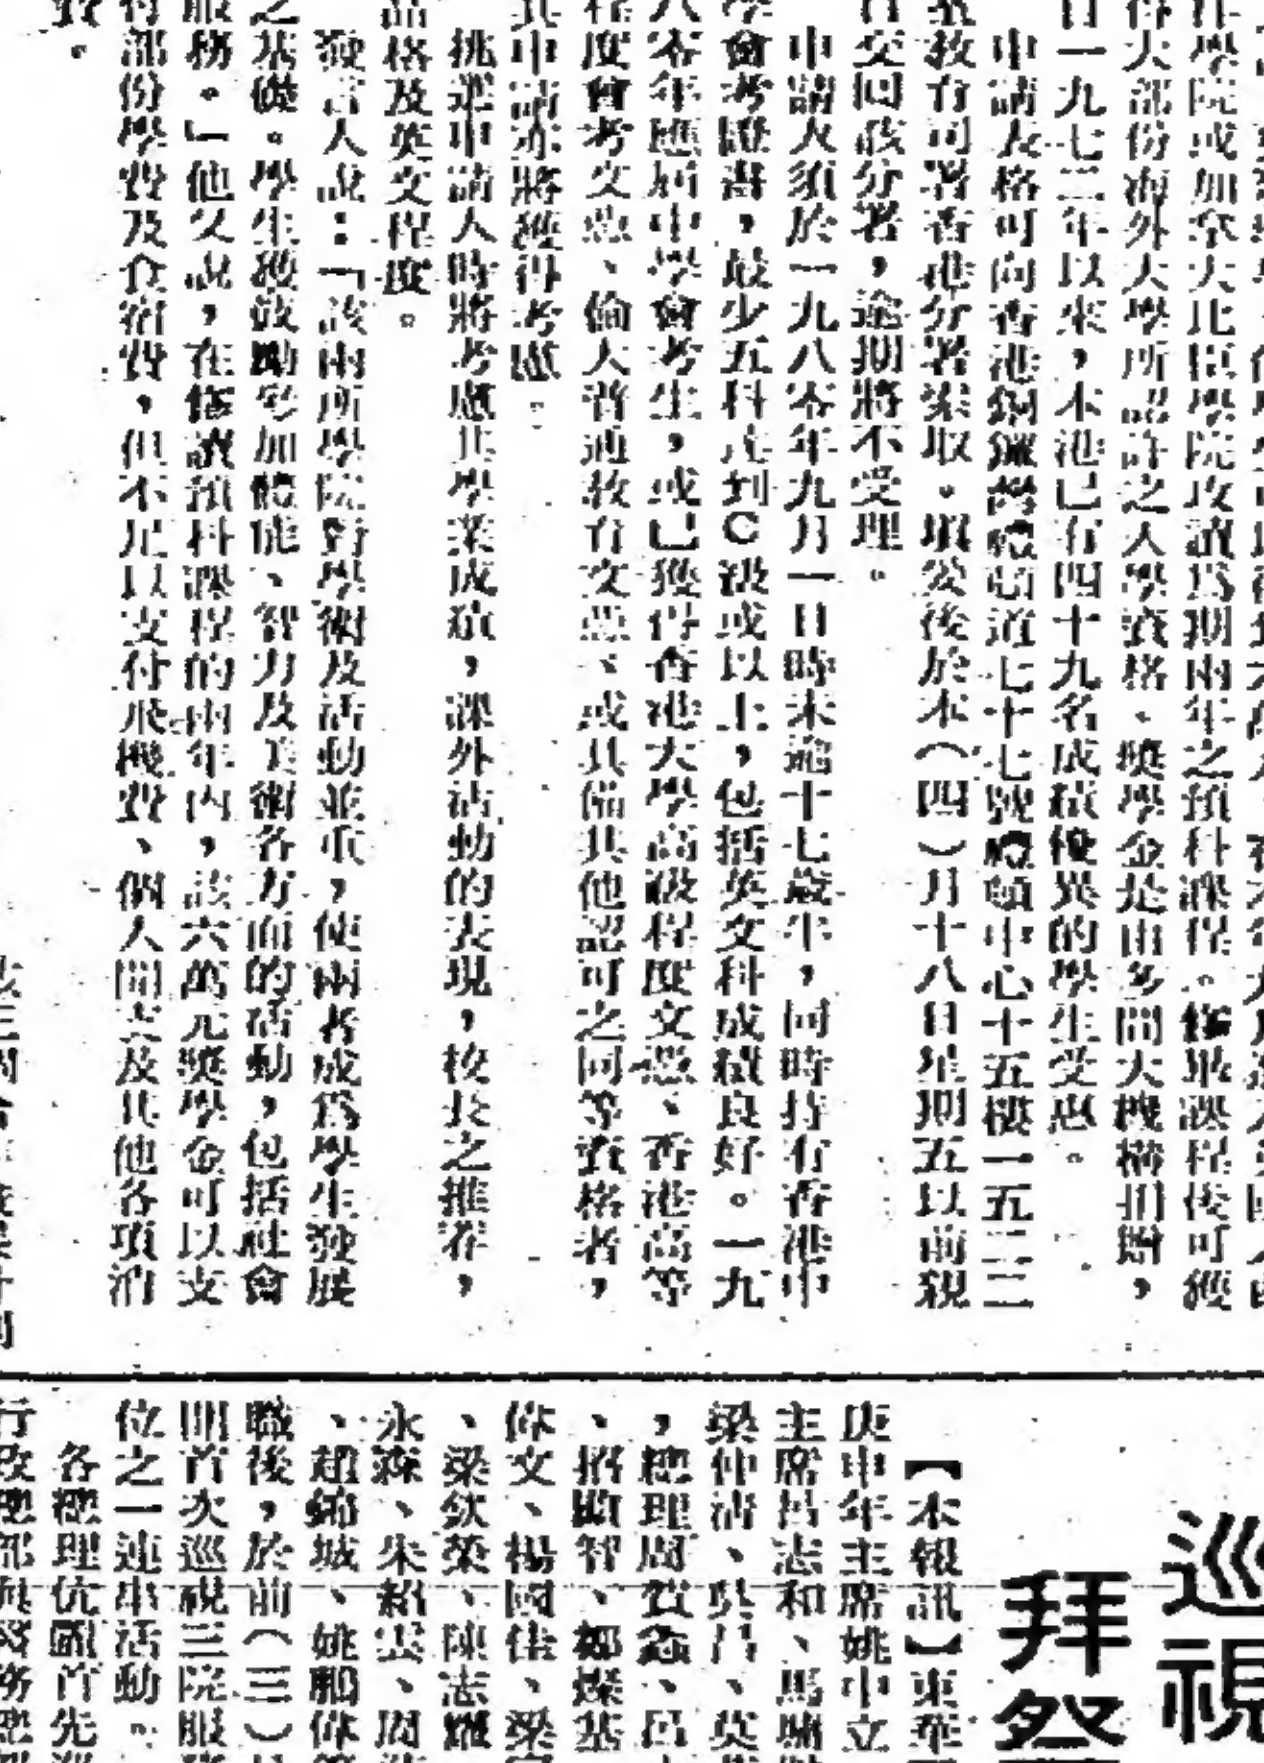 洋學院或加拿大比臣學院攻讀爲期兩年之預科課程。修畢課程後可獲
得大部份海外大學所認許之入學資格。獎學金是由多間大機構捐贈，
自一九七二年以來，本港已有四十九名成績優異的學生受惠。
申請表格可向香港銅鑼灣禮頓道七十七號禮頓中心十五樓一五二二
室教育司署香港分署索取。填妥後於本（四）月十八日星期五以前親
自交回該分署，逾期將不受理。
申請人須於一九八零年九月一日時未逾十七歲半，同時持有香港中
學會考證書，最少五科達到C級或以上，包括英文科成績良好。一九
八零年應屆中學會考生，或已獲得香港大學高級程度文憑、香港高等
程度會考文憑、倫大普通教育文憑、或具備其他認可之同等資格者，
其申請亦將獲得考慮。
挑選申請人時將考慮其學業成績，課外活動的表現，校長之推荐，
品格及英文程度。
發言人說：「該兩所學院對學術及活動並重，使兩者成爲學生發展
之基礎。學生獲鼓勵參加體能、智力及美術各方面的活動，包括社會
服務。」他又說，在修讀預科課程的兩年內，該六萬元獎學金可以支
付部份學費及食宿費，但不足以支付飛機費、個人開支及其他各項消
費。
巡視
拜祭
【本報訊】東華
庚申年主席姚中立
主席呂志和、馬
梁仲清、吳昌、莫
，總理周賀鑫、呂
、招顯智、鄭燦基
偉文、楊國佳、梁
、梁欽榮、陳志耀
永森、朱紹雲、周
、趙錦城、姚鵬偉
職後，於前（三）
開首次巡視三院服
位之一連串活動。
各總理伉儷首先